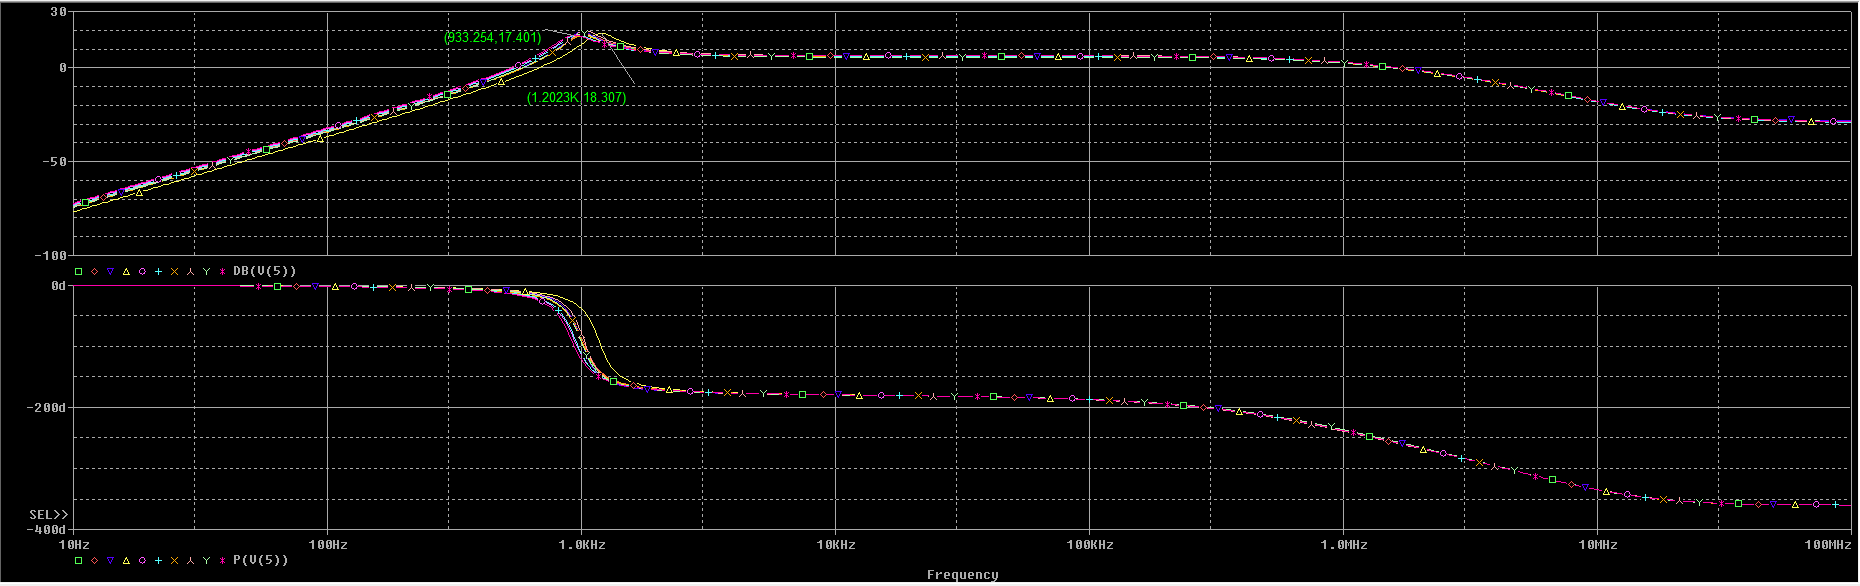 30
(933.254,17.401)
0
(1.2023K,18.307)
-50
-100
DB(V(5))
0d
-200d
SEL>>
-400d
10Hz 100Hz 1.0KHz 10KHz 100KHz 1.0MHz 10MHz 100MHz
P(V(5))
Frequency